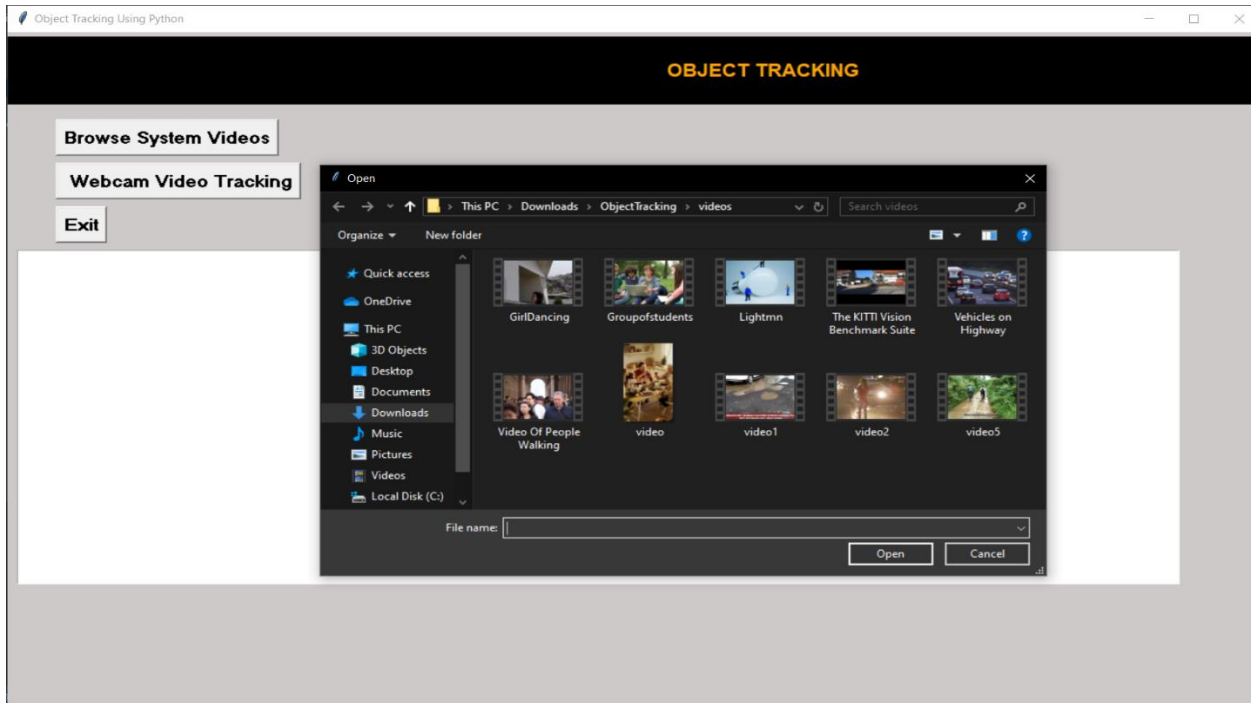 Object Tracking Using Python
OBJECT TRACKING
Browse System Videos
Webcam Video Tracking
Exit
Open
This PC › Downloads › ObjectTracking › videos
Search videos
Organize
New folder
Quick access
OneDrive
This PC
3D Objects
Desktop
Documents
Downloads
Music
Pictures
Videos
Local Disk (C:)
GirlDancing
Groupofstudents
Lightmn
The KITTI Vision
Benchmark Suite
Vehicles on
Highway
Video Of People
Walking
video
video1
video2
video5
File name:
Open
Cancel